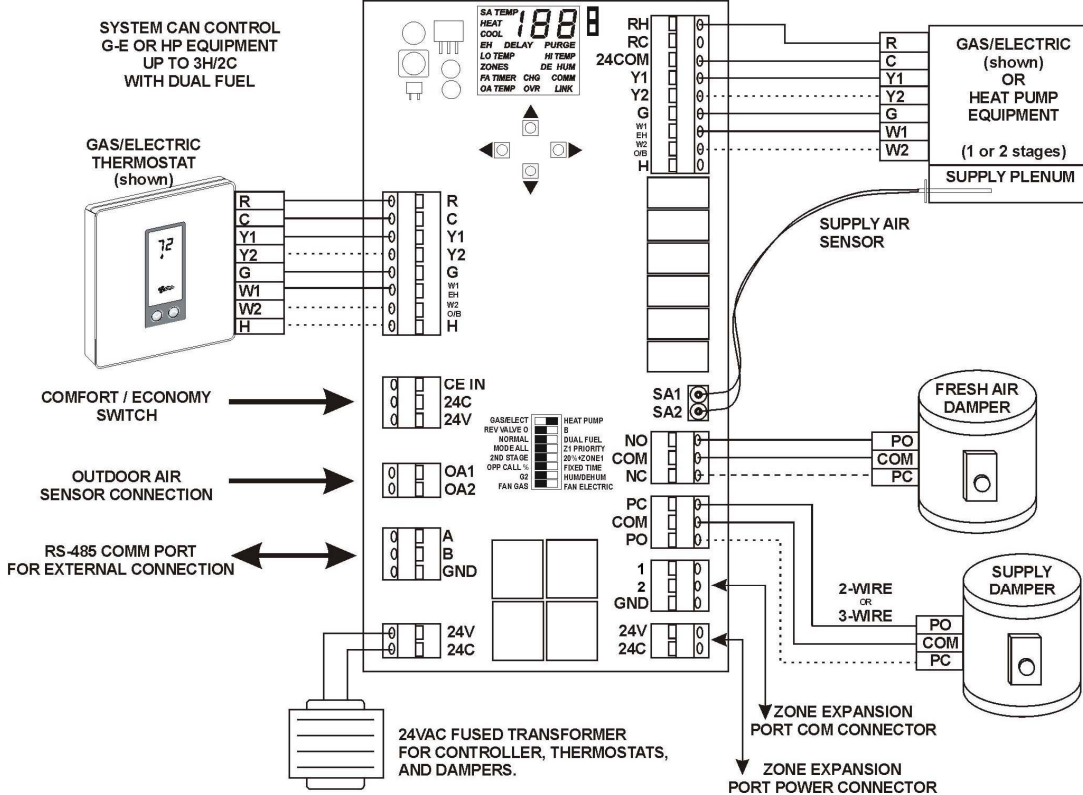 SYSTEM CAN CONTROL
G-E OR HP EQUIPMENT
UP TO 3H/2C
WITH DUAL FUEL
SA TEMP
188
HEAT
COOL
EH DELAY PURGE
LO TEMP HI TEMP
ZONES DE HUM
FA TIMER CHG COMM
OA TEMP OVR LINK
RH
RC
24COM
Y1
Y2
G
W1
EH
W2
O/B
H
R
C
Y1
Y2
G
W1
W2
GAS/ELECTRIC
(shown)
OR
HEAT PUMP
EQUIPMENT
(1 or 2 stages)
SUPPLY PLENUM
SUPPLY AIR
SENSOR
GAS/ELECTRIC
THERMOSTAT
(shown)
72
R
C
Y1
Y2
G
W1
W2
H
R
C
Y1
Y2
G
W1
EH
W2
O/B
H
COMFORT / ECONOMY
SWITCH
CE IN
24C
24V
OUTDOOR AIR
SENSOR CONNECTION
OA1
OA2
RS-485 COMM PORT
FOR EXTERNAL CONNECTION
A
B
GND
24V
24C
24VAC FUSED TRANSFORMER
FOR CONTROLLER, THERMOSTATS,
AND DAMPERS.
GAS/ELECT HEAT PUMP
REV VALVE O B
NORMAL DUAL FUEL
MODE ALL Z1 PRIORITY
2ND STAGE 20%+ZONE1
OPP CALL % FIXED TIME
G2 HUM/DEHUM
FAN GAS FAN ELECTRIC
SA1
SA2
NO
COM
NC
PC
COM
PO
1
2
GND
24V
24C
FRESH AIR
DAMPER
PO
COM
PC
SUPPLY
DAMPER
2-WIRE
OR
3-WIRE
PO
COM
PC
ZONE EXPANSION
PORT COM CONNECTOR
ZONE EXPANSION
PORT POWER CONNECTOR